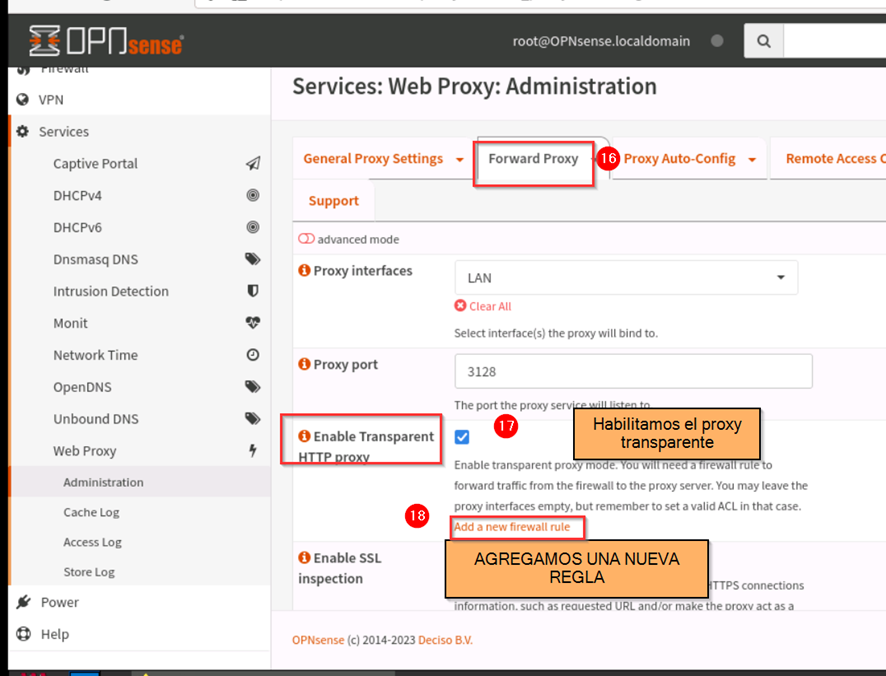 OPNsense
root@OPNsense.localdomain
Firewall
VPN
Services
Captive Portal
DHCPv4
DHCPv6
Dnsmasq DNS
Intrusion Detection
Monit
Network Time
OpenDNS
Unbound DNS
Web Proxy
Administration
Cache Log
Access Log
Store Log
Power
Help
Services: Web Proxy: Administration
General Proxy Settings
Forward Proxy
16
Proxy Auto-Config
Remote Access
Support
advanced mode
Proxy interfaces
LAN
Clear All
Select interface(s) the proxy will bind to.
Proxy port
3128
The port the proxy service will listen to.
Enable Transparent
HTTP proxy
17
Habilitamos el proxy
transparente
Enable transparent proxy mode. You will need a firewall rule to
forward traffic from the firewall to the proxy server. You may leave the
proxy interfaces empty, but remember to set a valid ACL in that case.
18
Add a new firewall rule
Enable SSL
inspection
AGREGAMOS UNA NUEVA
REGLA
HTTPS connections
information, such as requested URL and/or make the proxy act as a
OPNsense (c) 2014-2023 Deciso B.V.